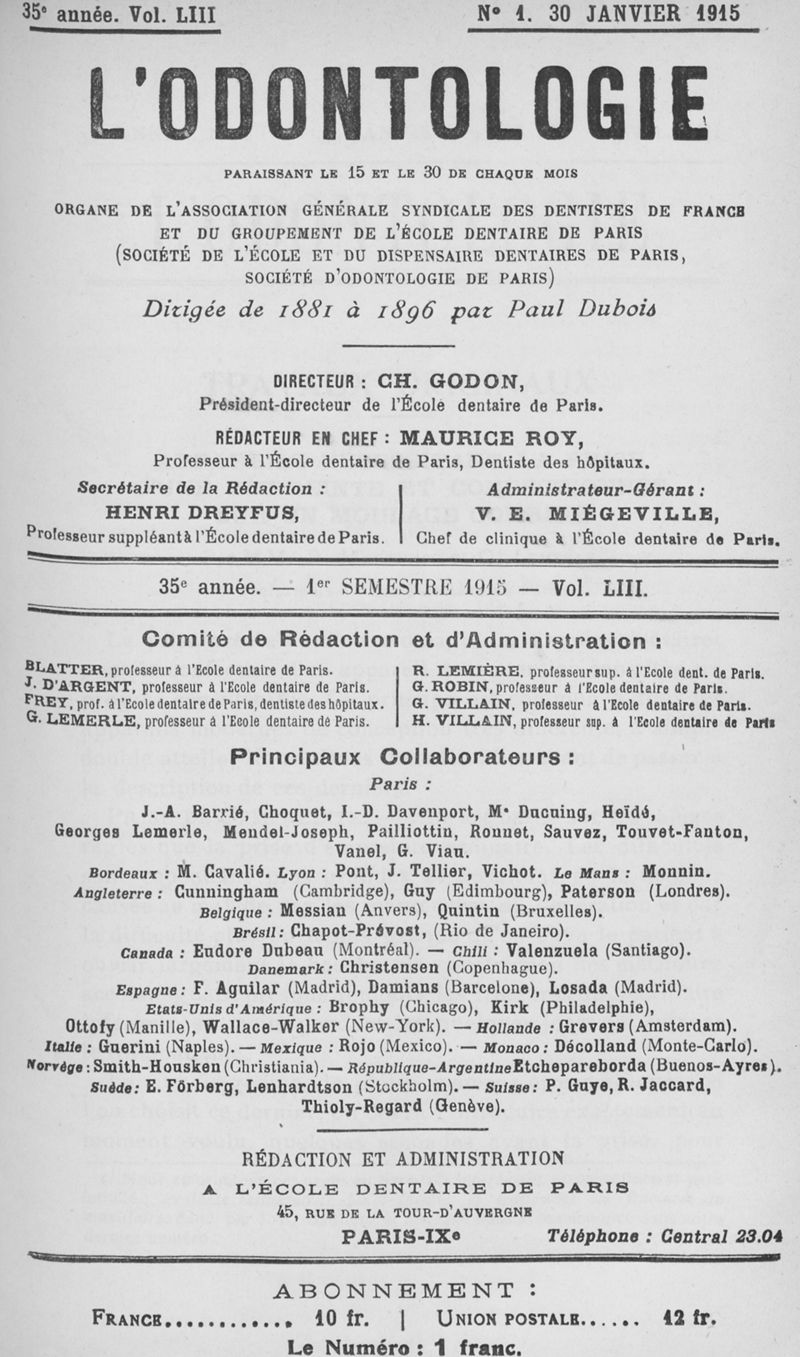 35e année. Vol. LIII
N° 1. 30 JANVIER 1915
L'ODONTOLOGIE
PARAISSANT LE 15 ET LE 30 DE CHAQUE MOIS
ORGANE DE L'ASSOCIATION GÉNÉRALE SYNDICALE DES DENTISTES DE FRANCE
ET DU GROUPEMENT DE L'ÉCOLE DENTAIRE DE PARIS
(SOCIÉTÉ DE L'ÉCOLE ET DU DISPENSAIRE DENTAIRES DE PARIS,
SOCIÉTÉ D'ODONTOLOGIE DE PARIS)
Dirigée de 1881 à 1896 par Paul Dubois
DIRECTEUR : CH. GODON,
Président-directeur de l'École dentaire de Paris.
RÉDACTEUR EN CHEF : MAURICE ROY,
Professeur à l'École dentaire de Paris, Dentiste des hôpitaux.
Secrétaire de la Rédaction :
HENRI DREYFUS,
Professeur suppléant à l'École dentaire de Paris.
Administrateur-Gérant :
V. E. MIÉGEVILLE,
Chef de clinique à l'École dentaire de Paris.
35e année. — 1er SEMESTRE 1915 — Vol. LIII.
Comité de Rédaction et d'Administration :
BLATTER, professeur à l'Ecole dentaire de Paris.
J. D'ARGENT, professeur à l'Ecole dentaire de Paris.
FREY, prof. à l'Ecole dentaire de Paris, dentiste des hôpitaux.
G. LEMERLE, professeur à l'Ecole dentaire de Paris.
R. LEMIÈRE, professeur sup. à l'Ecole dent. de Paris.
G. ROBIN, professeur à l'Ecole dentaire de Paris.
G. VILLAIN, professeur à l'Ecole dentaire de Paris.
H. VILLAIN, professeur sup. à l'Ecole dentaire de Paris
Principaux Collaborateurs :
Paris :
J.-A. Barrié, Choquet, I.-D. Davenport, Me Ducuing, Heïdé,
Georges Lemerle, Mendel-Joseph, Pailliottin, Ronnet, Sauvez, Touvet-Fanton,
Vanel, G. Viau.
Bordeaux : M. Cavalié. Lyon : Pont, J. Tellier, Vichot. Le Mans : Monnin.
Angleterre : Cunningham (Cambridge), Guy (Edimbourg), Paterson (Londres).
Belgique : Messian (Anvers), Quintin (Bruxelles).
Brésil : Chapot-Prévost, (Rio de Janeiro).
Canada : Eudore Dubeau (Montréal). — Chili : Valenzuela (Santiago).
Danemark : Christensen (Copenhague).
Espagne : F. Aguilar (Madrid), Damians (Barcelone), Losada (Madrid).
Etats-Unis d'Amérique : Brophy (Chicago), Kirk (Philadelphie),
Ottofy (Manille), Wallace-Walker (New-York). — Hollande : Grevers (Amsterdam).
Italie : Guerini (Naples). — Mexique : Rojo (Mexico). — Monaco : Décolland (Monte-Carlo).
Norvège : Smith-Housken (Christiania). — République-Argentine Etchepareborda (Buenos-Ayres).
Suède : E. Förberg, Lenhardtson (Stockholm). — Suisse : P. Guye, R. Jaccard,
Thioly-Regard (Genève).
RÉDACTION ET ADMINISTRATION
A L'ÉCOLE DENTAIRE DE PARIS
45, RUE DE LA TOUR-D'AUVERGNE
PARIS-IXe
Téléphone : Central 23.04
ABONNEMENT :
FRANCE............ 10 fr. | UNION POSTALE...... 12 fr.
Le Numéro : 1 franc.